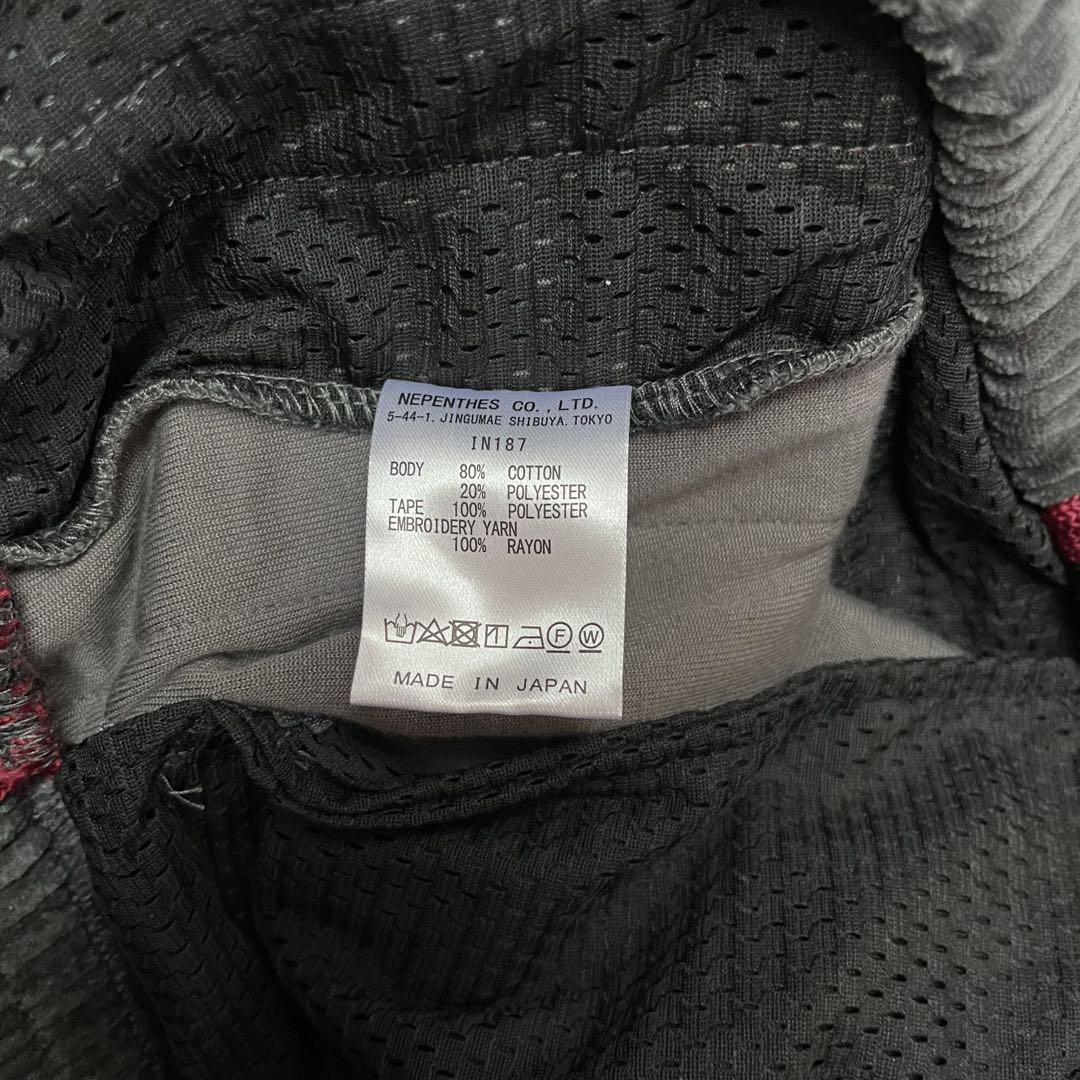 NEPENTHES CO., LTD.
5-44-1. JINGUMAE SHIBUYA. TOKYO
IN187
BODY 80% COTTON
20% POLYESTER
TAPE 100% POLYESTER
EMBROIDERY YARN
100% RAYON
F W
MADE IN JAPAN